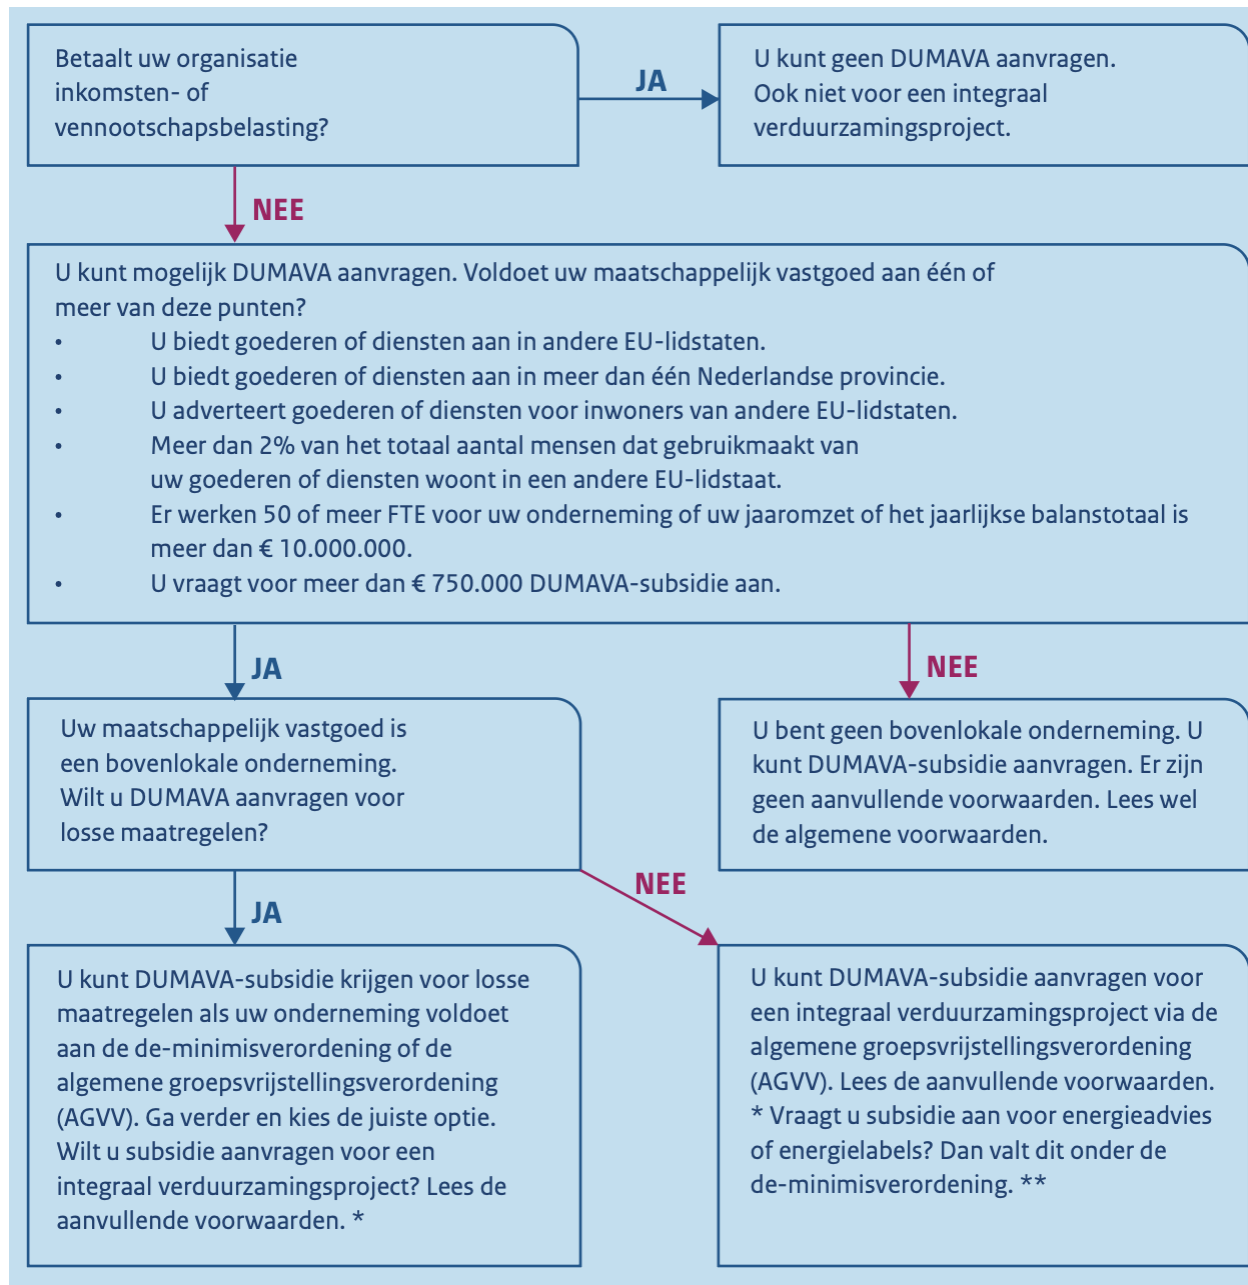 Betaalt uw organisatie
inkomsten- of
vennootschapsbelasting?
JA
U kunt geen DUMAVA aanvragen.
Ook niet voor een integraal
verduurzamingsproject.
NEE
U kunt mogelijk DUMAVA aanvragen. Voldoet uw maatschappelijk vastgoed aan één of
meer van deze punten?
• U biedt goederen of diensten aan in andere EU-lidstaten.
• U biedt goederen of diensten aan in meer dan één Nederlandse provincie.
• U adverteert goederen of diensten voor inwoners van andere EU-lidstaten.
• Meer dan 2% van het totaal aantal mensen dat gebruikmaakt van
uw goederen of diensten woont in een andere EU-lidstaat.
• Er werken 50 of meer FTE voor uw onderneming of uw jaaromzet of het jaarlijkse balanstotaal is
meer dan € 10.000.000.
• U vraagt voor meer dan € 750.000 DUMAVA-subsidie aan.
JA
NEE
Uw maatschappelijk vastgoed is
een bovenlokale onderneming.
Wilt u DUMAVA aanvragen voor
losse maatregelen?
U bent geen bovenlokale onderneming. U
kunt DUMAVA-subsidie aanvragen. Er zijn
geen aanvullende voorwaarden. Lees wel
de algemene voorwaarden.
JA
NEE
U kunt DUMAVA-subsidie krijgen voor losse
maatregelen als uw onderneming voldoet
aan de de-minimisverordening of de
algemene groepsvrijstellingsverordening
(AGVV). Ga verder en kies de juiste optie.
Wilt u subsidie aanvragen voor een
integraal verduurzamingsproject? Lees de
aanvullende voorwaarden. *
U kunt DUMAVA-subsidie aanvragen voor
een integraal verduurzamingsproject via de
algemene groepsvrijstellingsverordening
(AGVV). Lees de aanvullende voorwaarden.
* Vraagt u subsidie aan voor energieadvies
of energielabels? Dan valt dit onder de
de-minimisverordening. **